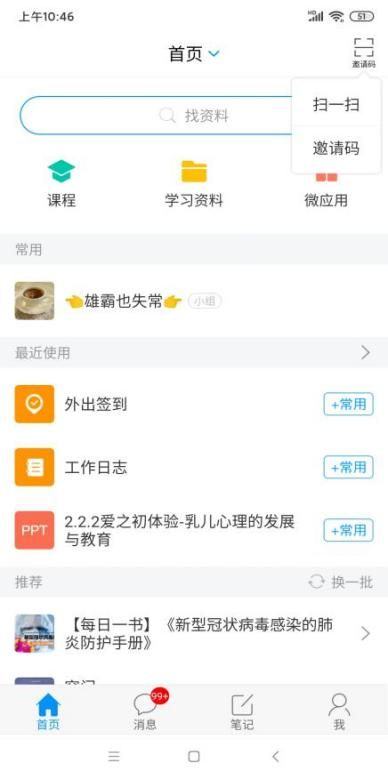 上午10:46
51
首页
邀请码
扫一扫
邀请码
找资料
课程
学习资料
微应用
常用
👈雄霸也失常👉
小组
最近使用
外出签到
+常用
工作日志
+常用
PPT
2.2.2爱之初体验-乳儿心理的发展
与教育
+常用
推荐
换一批
【每日一书】《新型冠状病毒感染的肺
炎防护手册》
99+
首页
消息
笔记
我